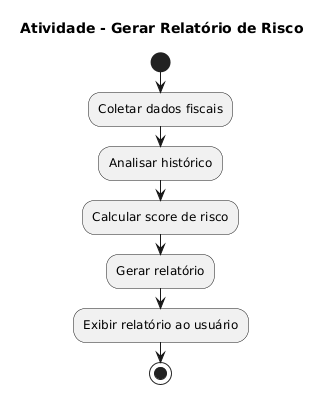 Atividade - Gerar Relatório de Risco
Coletar dados fiscais
Analisar histórico
Calcular score de risco
Gerar relatório
Exibir relatório ao usuário